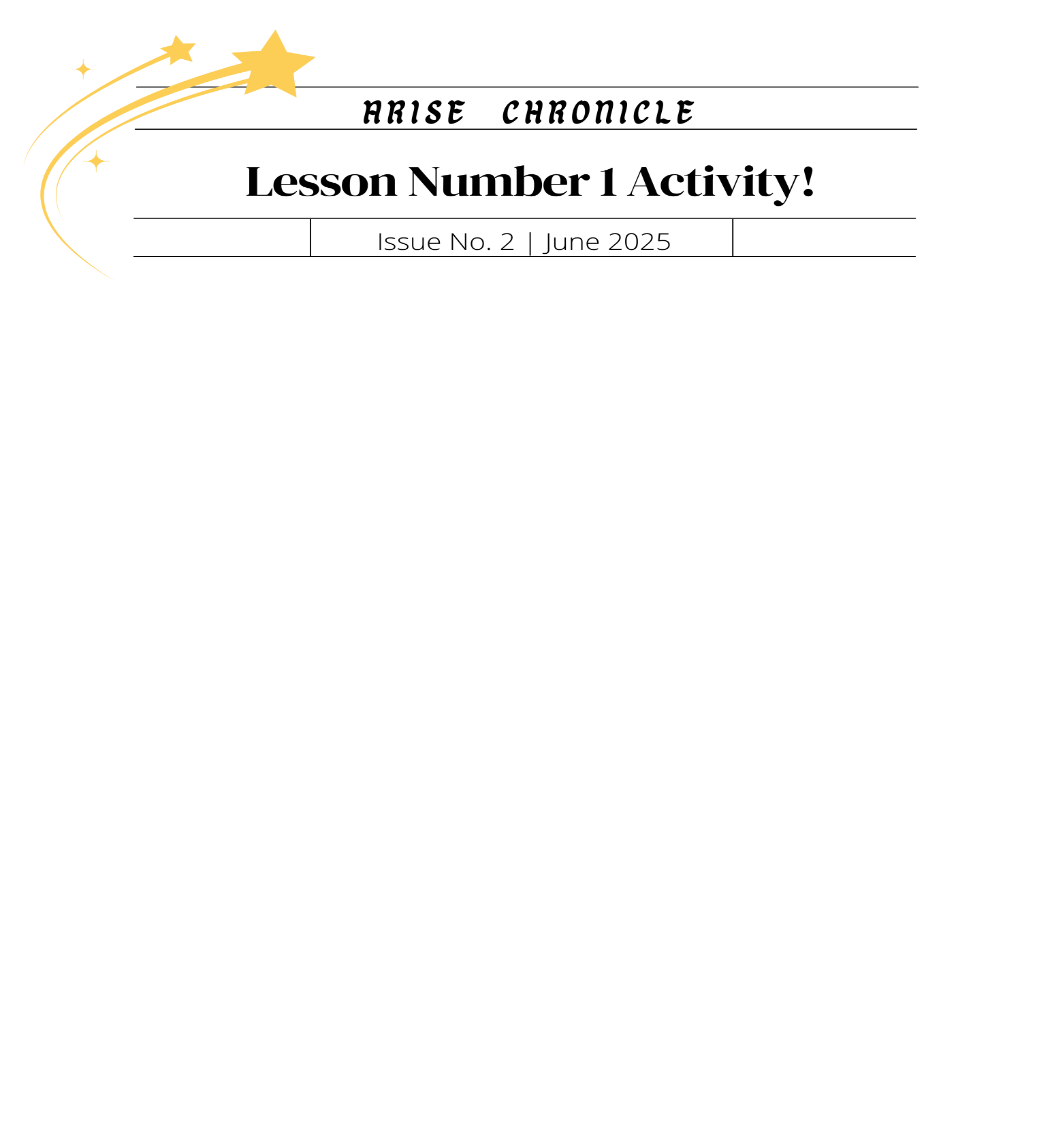 ARISE CHRONICLE
Lesson Number 1 Activity!
Issue No. 2 | June 2025